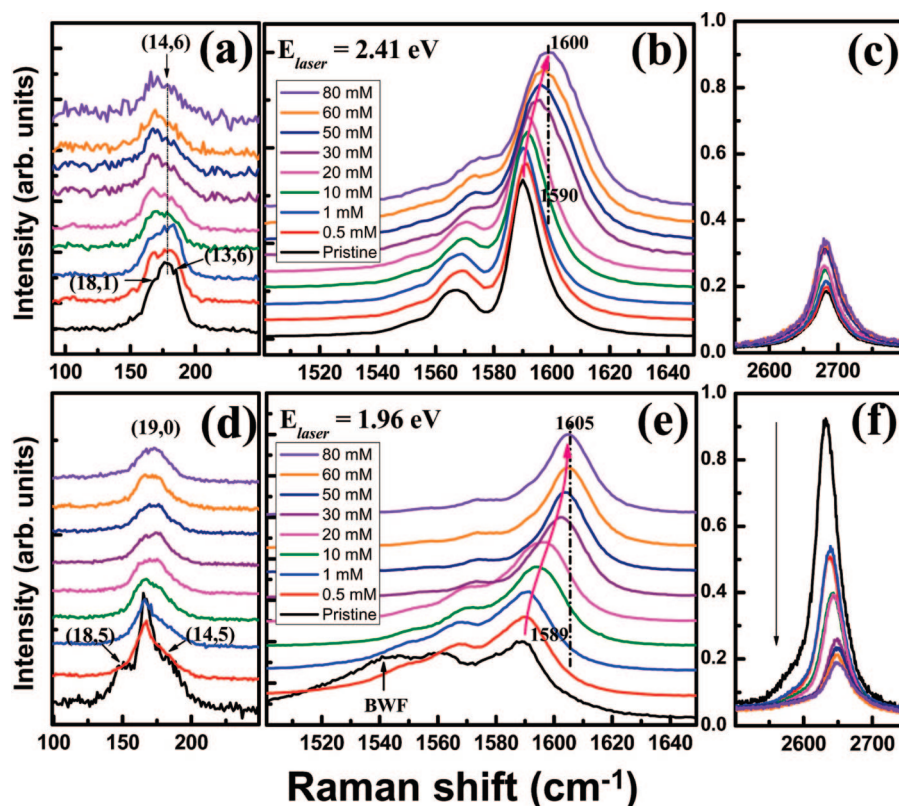 Intensity (arb. units)
(14,6)
(a)
(18,1)
(13,6)
100 150 200
E_laser = 2.41 eV
1600
(b)
80 mM
60 mM
50 mM
30 mM
20 mM
10 mM
1 mM
0.5 mM
Pristine
1590
1520 1540 1560 1580 1600 1620 1640
1.0
(c)
0.8
0.6
0.4
0.2
0.0
2600 2700
Intensity (arb. units)
(19,0)
(d)
(18,5)
(14,5)
100 150 200
E_laser = 1.96 eV
1605
(e)
80 mM
60 mM
50 mM
30 mM
20 mM
10 mM
1 mM
0.5 mM
Pristine
1589
BWF
1520 1540 1560 1580 1600 1620 1640
1.0
(f)
0.8
0.6
0.4
0.2
0.0
2600 2700
Raman shift (cm⁻¹)